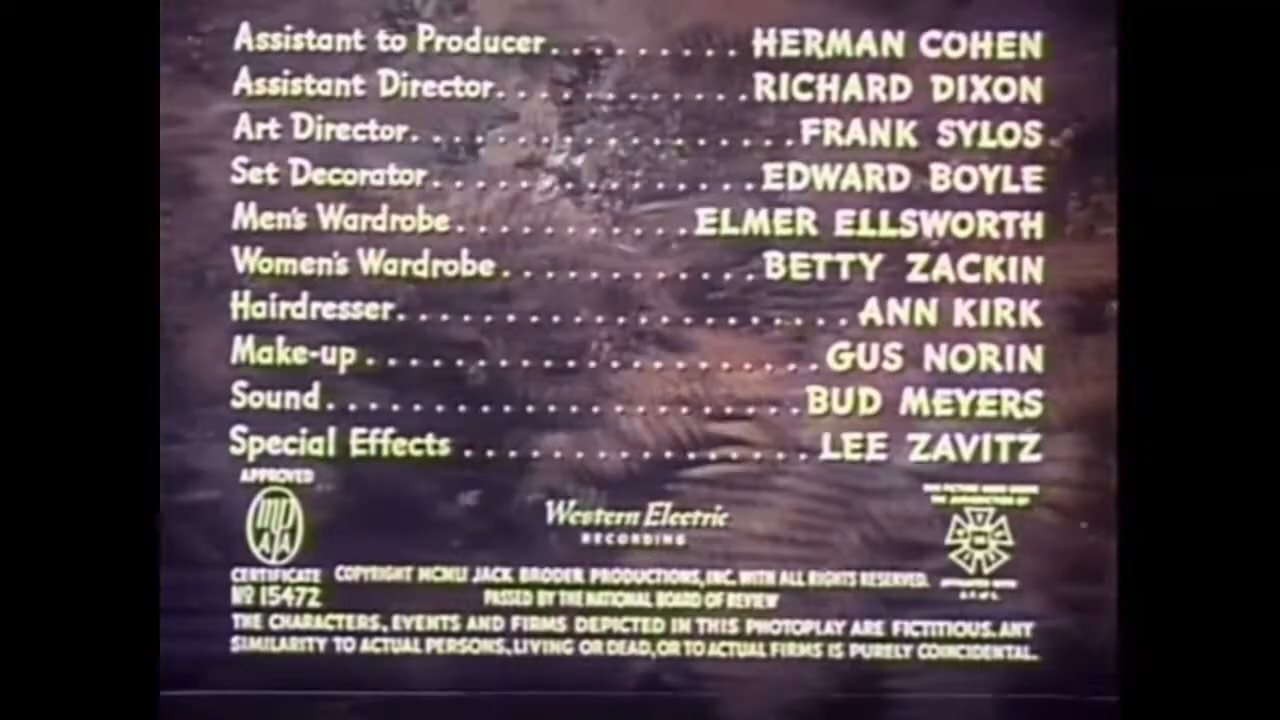 Assistant to Producer......... HERMAN COHEN
Assistant Director............ RICHARD DIXON
Art Director.................. FRANK SYLOS
Set Decorator............... EDWARD BOYLE
Men's Wardrobe........... ELMER ELLSWORTH
Women's Wardrobe............. BETTY ZACKIN
Hairdresser...................... ANN KIRK
Make-up...................... GUS NORIN
Sound....................... BUD MEYERS
Special Effects................. LEE ZAVITZ
APPROVED
MPAA
CERTIFICATE
Nº 15472
Western Electric
RECORDING
COPYRIGHT MCMLI JACK BRODER PRODUCTIONS, INC. WITH ALL RIGHTS RESERVED.
PASSED BY THE NATIONAL BOARD OF REVIEW
THE CHARACTERS, EVENTS AND FIRMS DEPICTED IN THIS PHOTOPLAY ARE FICTITIOUS. ANY
SIMILARITY TO ACTUAL PERSONS, LIVING OR DEAD, OR TO ACTUAL FIRMS IS PURELY COINCIDENTAL.